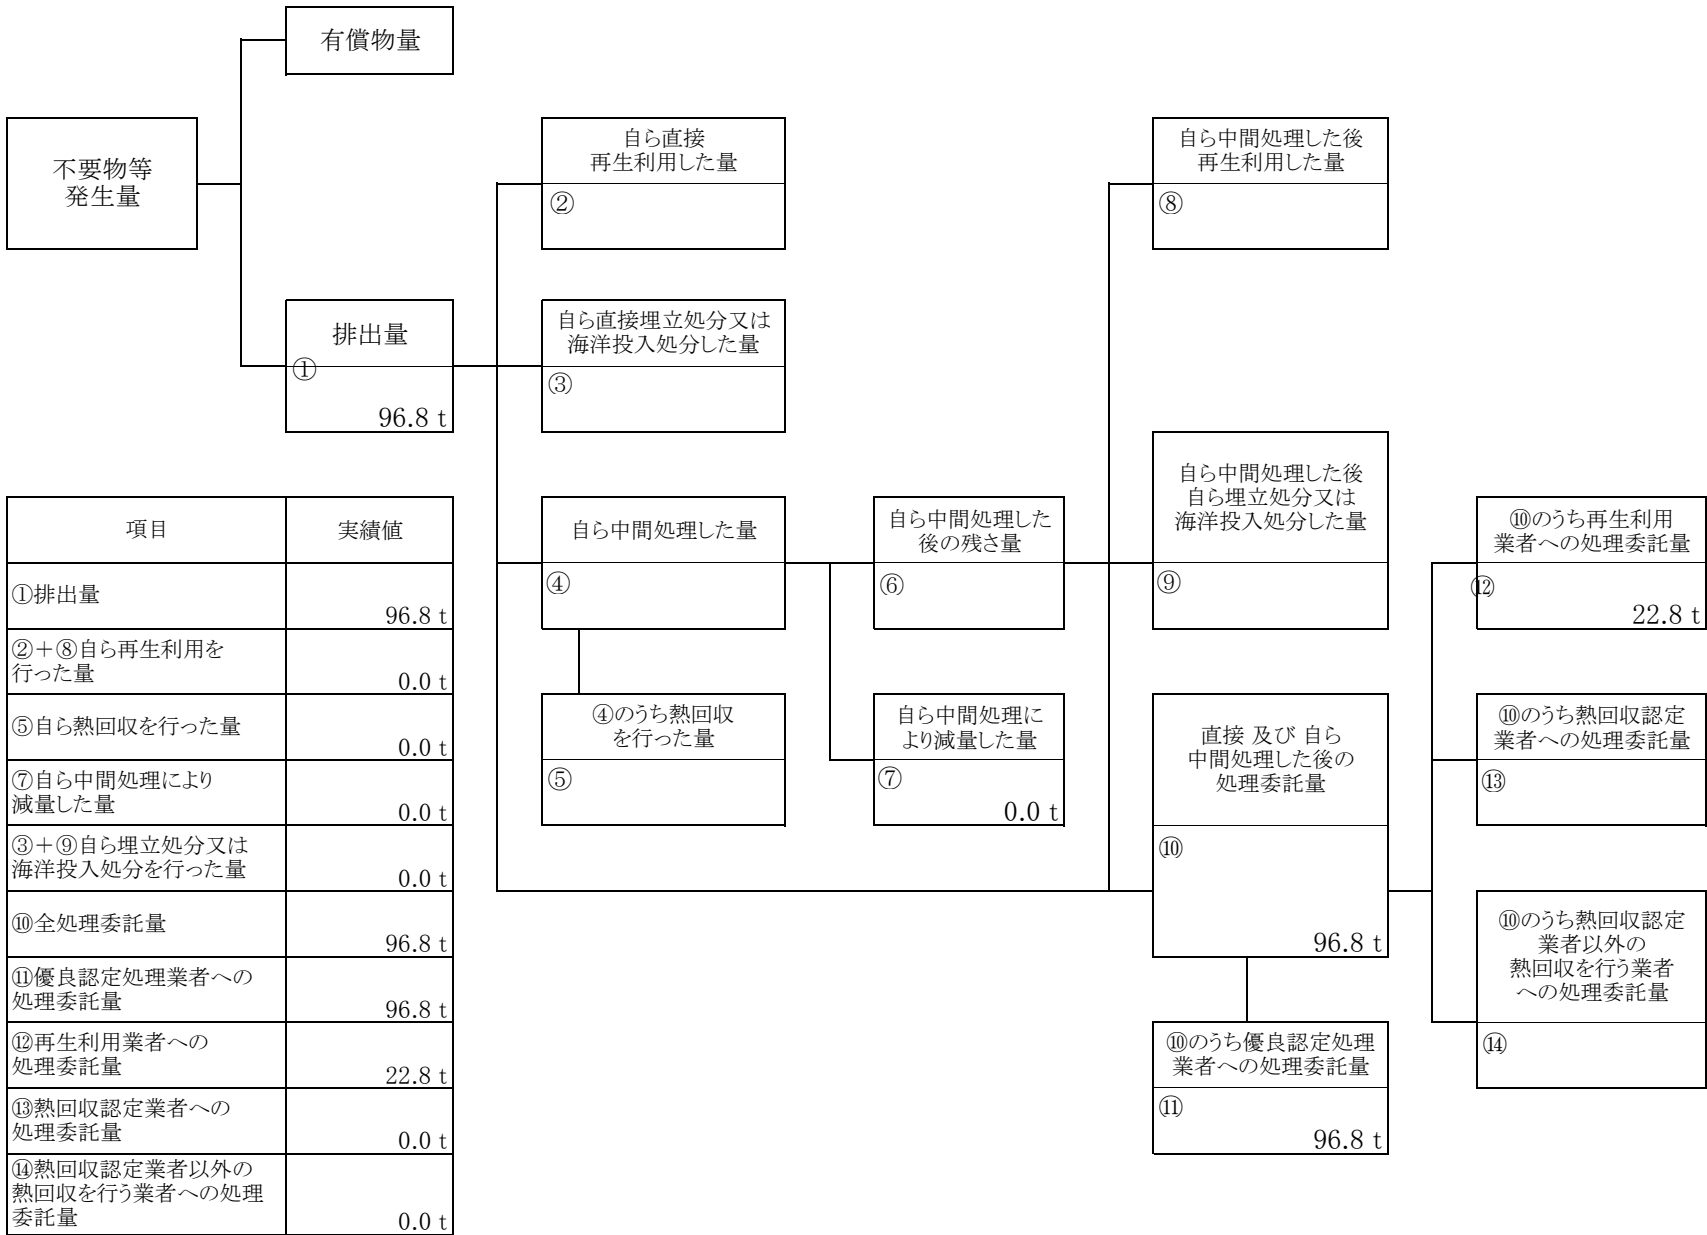 有償物量
不要物等
発生量
自ら直接
再生利用した量
②
自ら中間処理した後
再生利用した量
⑧
排出量
①
96.8 t
自ら直接埋立処分又は
海洋投入処分した量
③
自ら中間処理した量
④
自ら中間処理した
後の残さ量
⑥
自ら中間処理した後
自ら埋立処分又は
海洋投入処分した量
⑨
⑩のうち再生利用
業者への処理委託量
⑫
22.8 t
④のうち熱回収
を行った量
⑤
自ら中間処理に
より減量した量
⑦
0.0 t
直接 及び 自ら
中間処理した後の
処理委託量
⑩
96.8 t
⑩のうち熱回収認定
業者への処理委託量
⑬
⑩のうち熱回収認定
業者以外の
熱回収を行う業者
への処理委託量
⑭
⑩のうち優良認定処理
業者への処理委託量
⑪
96.8 t
項目 実績値
①排出量
96.8 t
②+⑧自ら再生利用を
行った量
0.0 t
⑤自ら熱回収を行った量
0.0 t
⑦自ら中間処理により
減量した量
0.0 t
③+⑨自ら埋立処分又は
海洋投入処分を行った量
0.0 t
⑩全処理委託量
96.8 t
⑪優良認定処理業者への
処理委託量
96.8 t
⑫再生利用業者への
処理委託量
22.8 t
⑬熱回収認定業者への
処理委託量
0.0 t
⑭熱回収認定業者以外の
熱回収を行う業者への処理
委託量
0.0 t